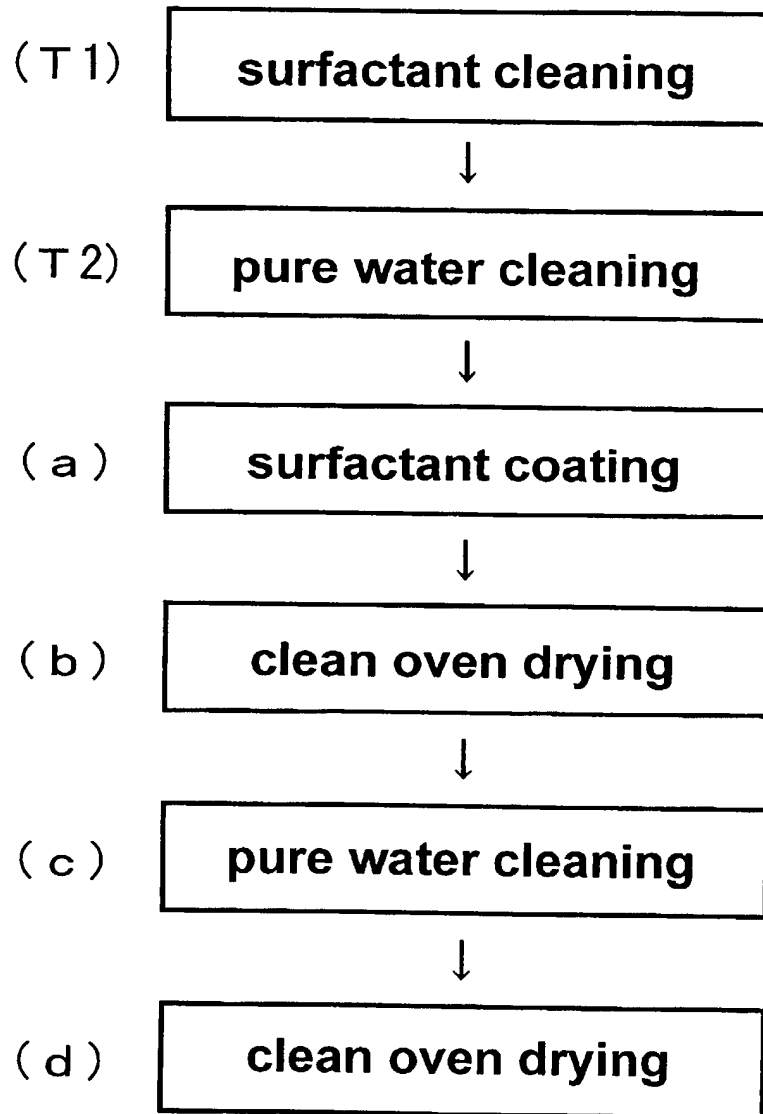 (T1) surfactant cleaning
↓
(T2) pure water cleaning
↓
(a) surfactant coating
↓
(b) clean oven drying
↓
(c) pure water cleaning
↓
(d) clean oven drying